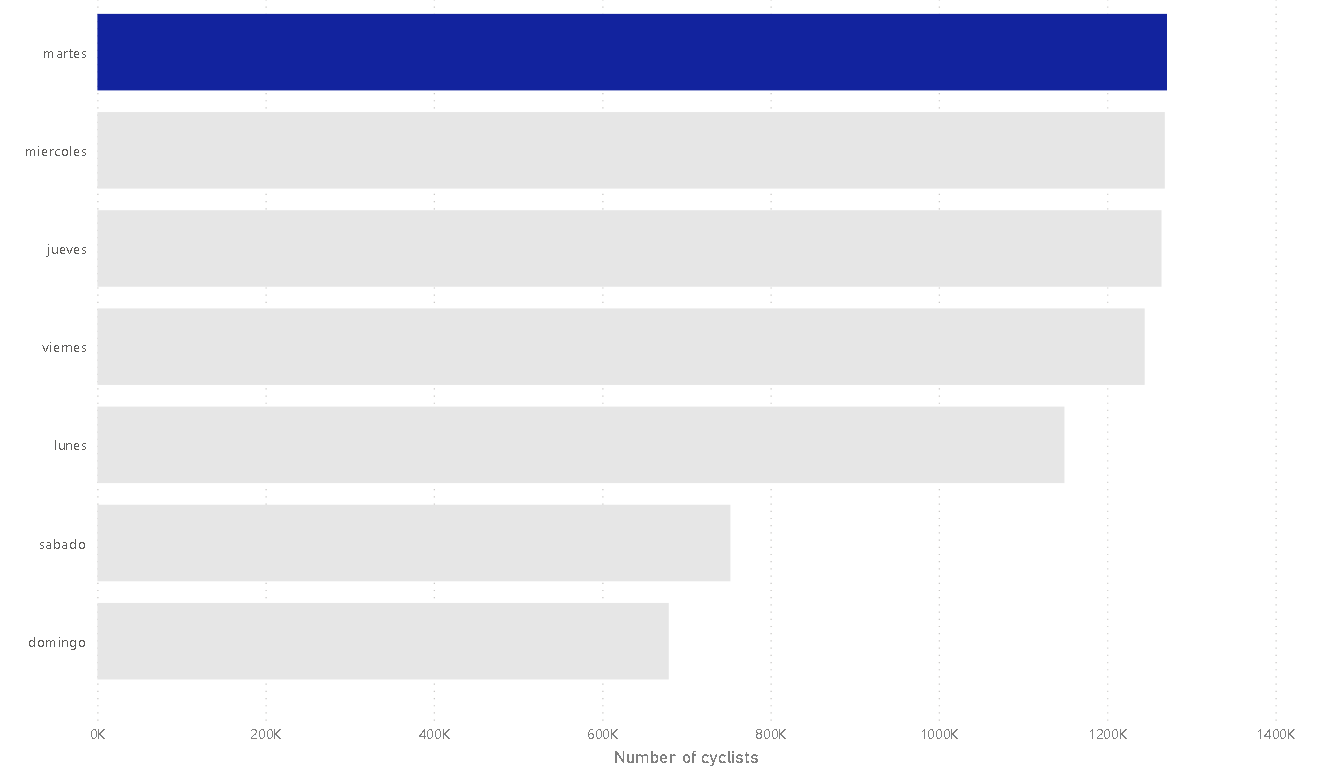 martes
miercoles
jueves
viernes
lunes
sabado
domingo
0K 200K 400K 600K 800K 1000K 1200K 1400K
Number of cyclists